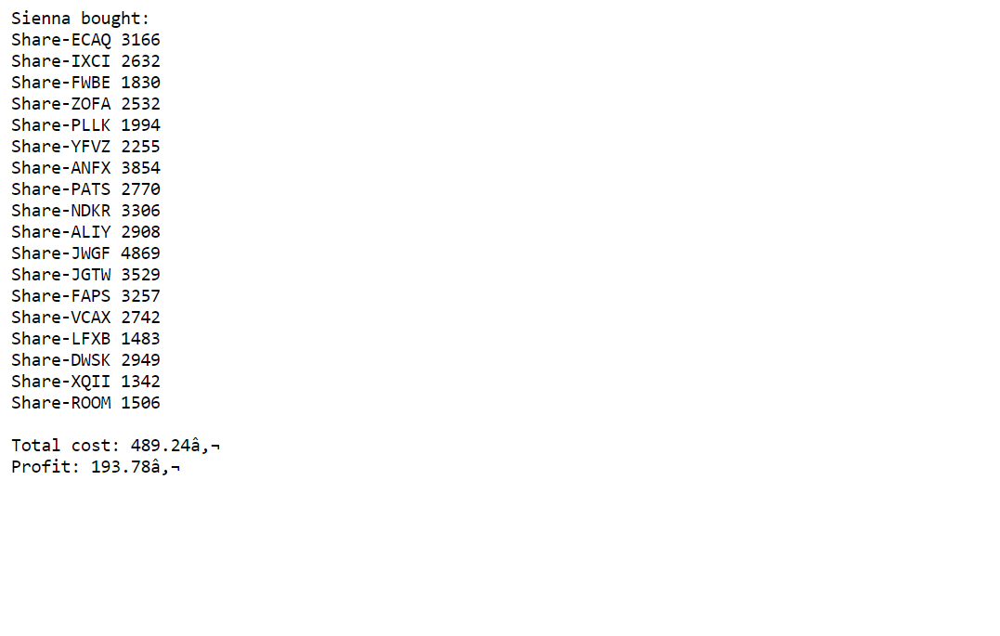 Sienna bought:
Share-ECAQ 3166
Share-IXCI 2632
Share-FWBE 1830
Share-ZOFA 2532
Share-PLLK 1994
Share-YFVZ 2255
Share-ANFX 3854
Share-PATS 2770
Share-NDKR 3306
Share-ALIY 2908
Share-JWGF 4869
Share-JGTW 3529
Share-FAPS 3257
Share-VCAX 2742
Share-LFXB 1483
Share-DWSK 2949
Share-XQII 1342
Share-ROOM 1506
Total cost: 489.24â‚¬
Profit: 193.78â‚¬